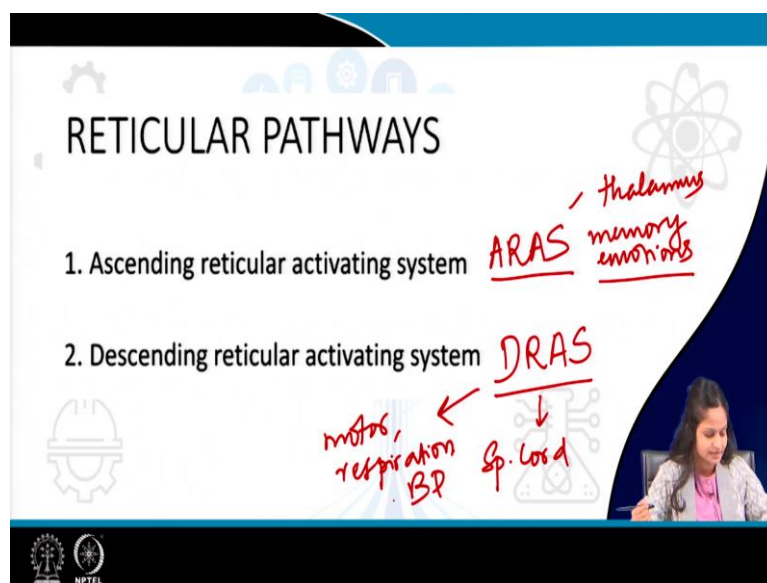 RETICULAR PATHWAYS
thalamus
1. Ascending reticular activating system ARAS memory
emotions
2. Descending reticular activating system DRAS
motor,
respiration Sp. Cord
BP
NPTEL